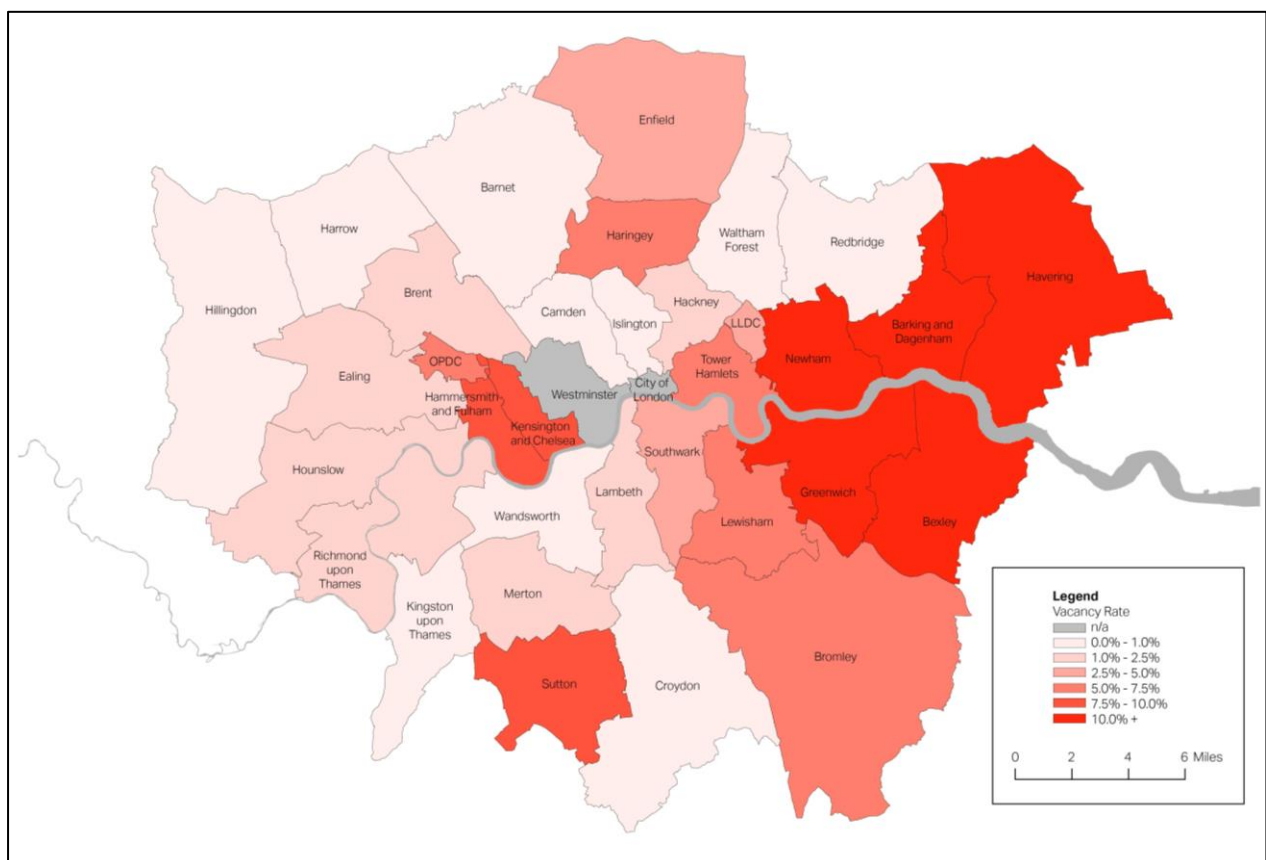 Enfield
Barnet
Haringey
Harrow
Waltham
Forest
Redbridge
Havering
Brent
Hillingdon
Camden
Islington
Hackney
LLDC
Barking and
Dagenham
OPDC
Ealing
Tower
Hamlets
Newham
Westminster
City of
London
Hammersmith
and Fulham
Kensington
and Chelsea
Southwark
Hounslow
Lambeth
Greenwich
Wandsworth
Lewisham
Bexley
Richmond
upon
Thames
Merton
Kingston
upon
Thames
Bromley
Sutton
Croydon
Legend
Vacancy Rate
n/a
0.0% - 1.0%
1.0% - 2.5%
2.5% - 5.0%
5.0% - 7.5%
7.5% - 10.0%
10.0% +
0 2 4 6 Miles